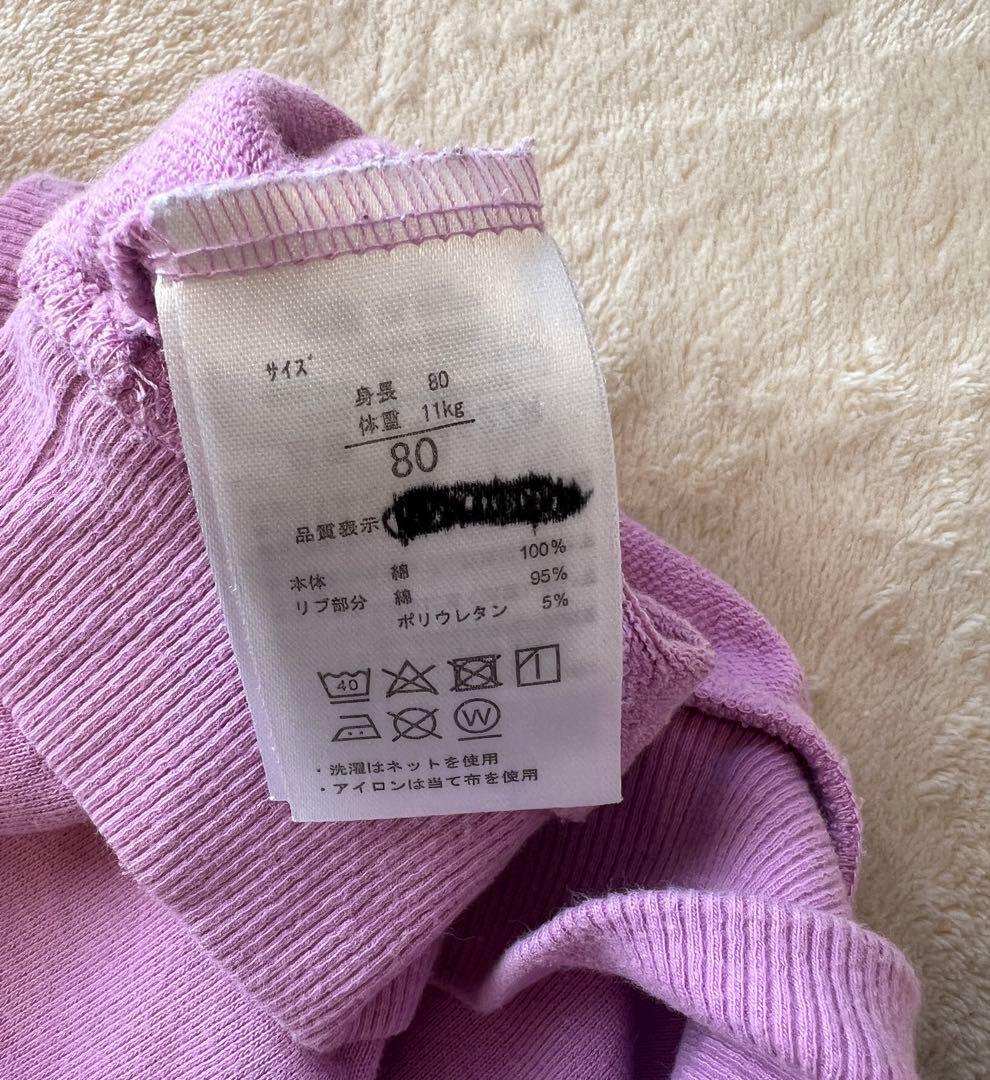 サイズ
身長 80
体重 11kg
80
品質表示
本体 綿 100%
リブ部分 綿 95%
ポリウレタン 5%
40
W
・洗濯はネットを使用
・アイロンは当て布を使用